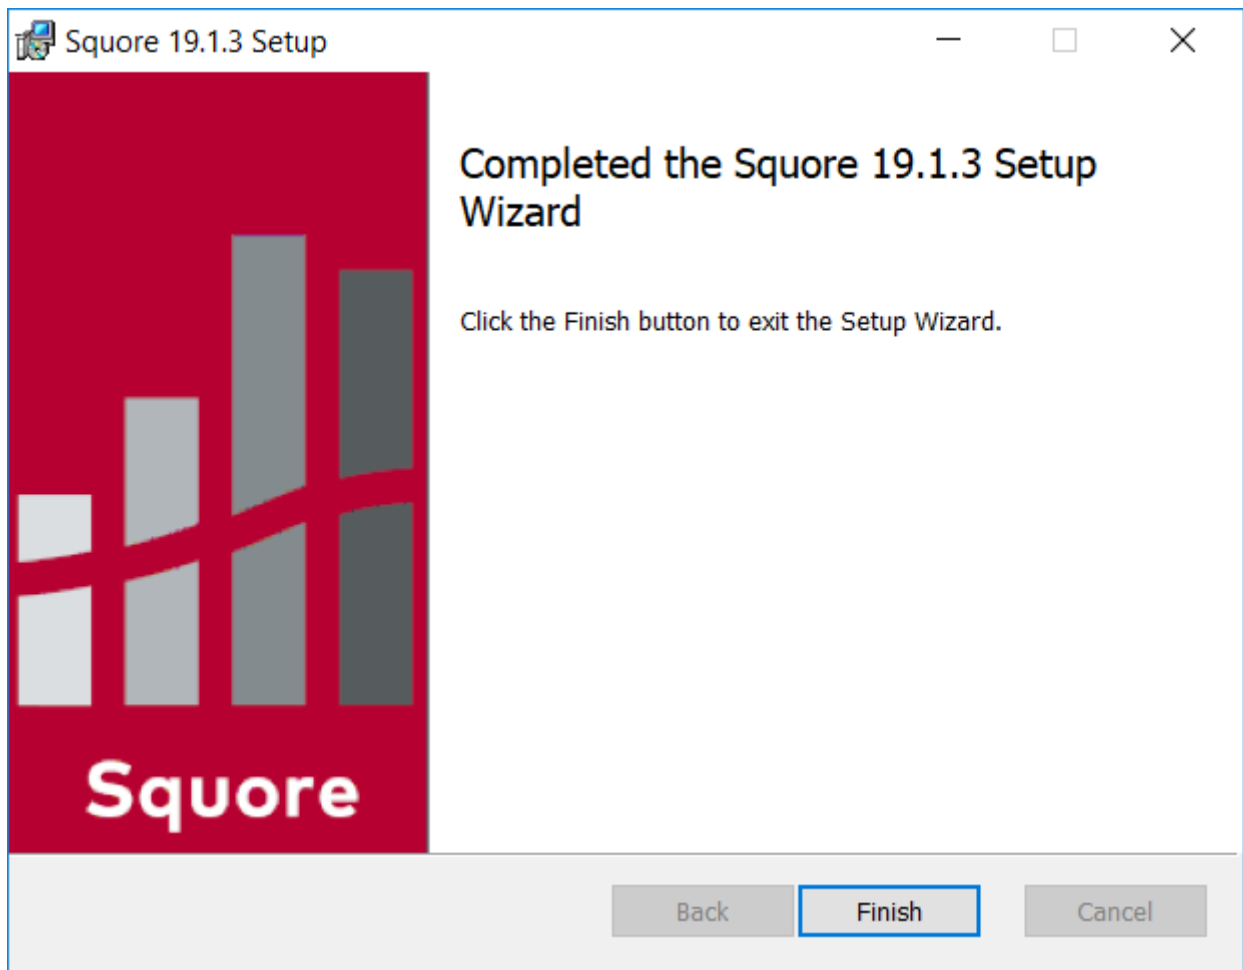 Squore 19.1.3 Setup
Completed the Squore 19.1.3 Setup
Wizard
Click the Finish button to exit the Setup Wizard.
Squore
Back
Finish
Cancel